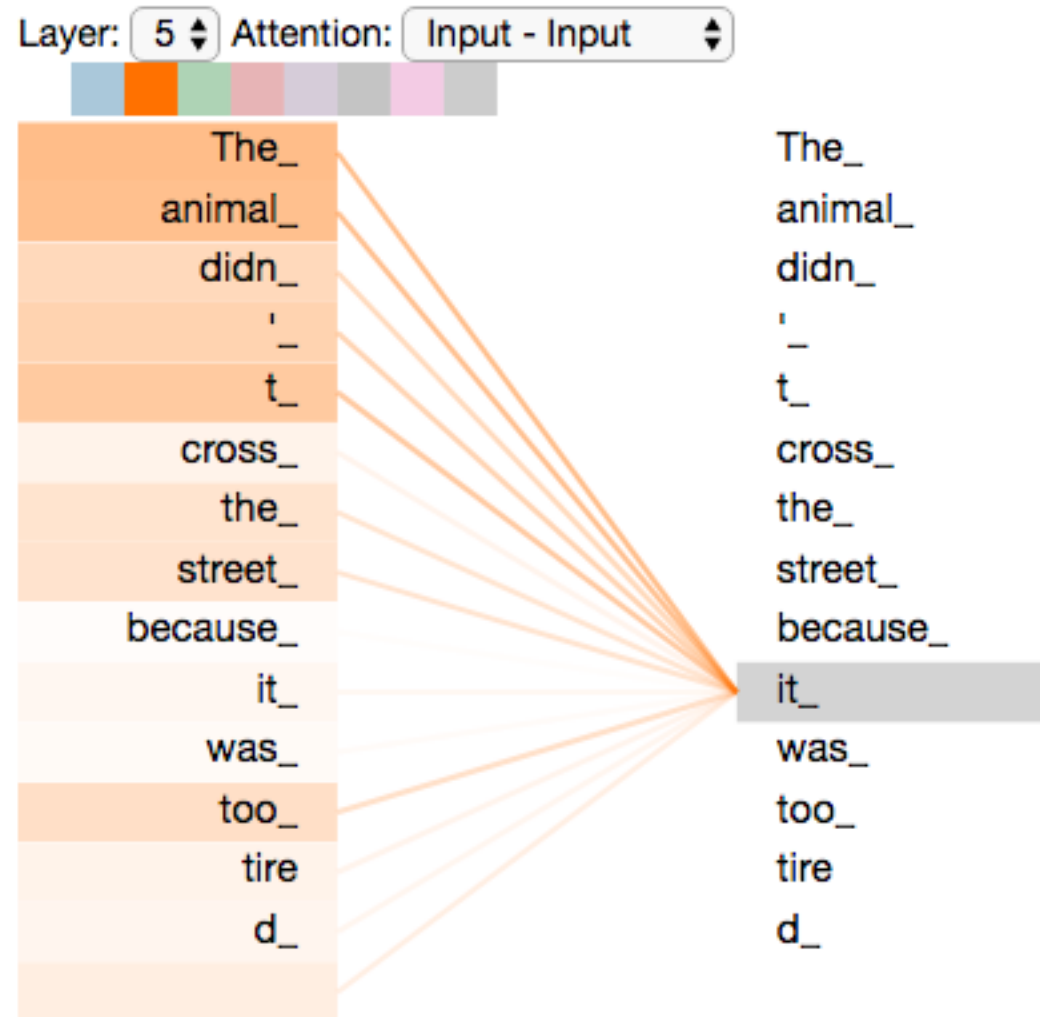 Layer: 5 Attention: Input - Input
The_ The_
animal_ animal_
didn_ didn_
'_ '_
t_ t_
cross_ cross_
the_ the_
street_ street_
because_ because_
it_ it_
was_ was_
too_ too_
tire tire
d_ d_